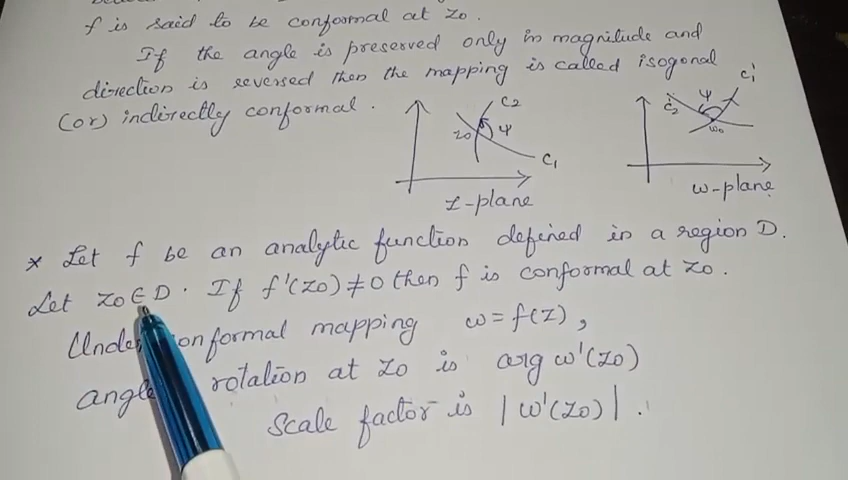 f is said to be conformal at z₀.
If the angle is preserved only in magnitude and
direction is reversed then the mapping is called isogonal
(or) indirectly conformal.
C₂
z₀ ψ
C₁
z-plane
C₁'
C₂' ψ
w₀
w-plane
* Let f be an analytic function defined in a region D.
Let z₀ ∈ D. If f'(z₀) ≠ 0 then f is conformal at z₀.
conformal mapping w = f(z),
rotation at z₀ is arg w'(z₀)
Scale factor is |w'(z₀)|.